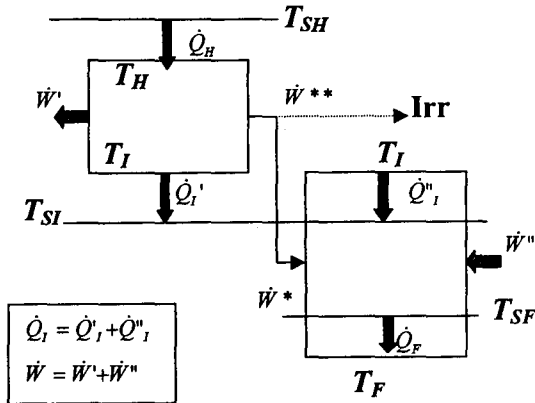 T_SH
Q̇_H
T_H
Ẇ'
Ẇ**
Irr
T_I
T_I
Q̇_I'
Q̇"_I
T_SI
Ẇ"
Ẇ*
T_SF
Q̇_I = Q̇'_I + Q̇"_I
Q̇_F
Ẇ = Ẇ'+Ẇ"
T_F